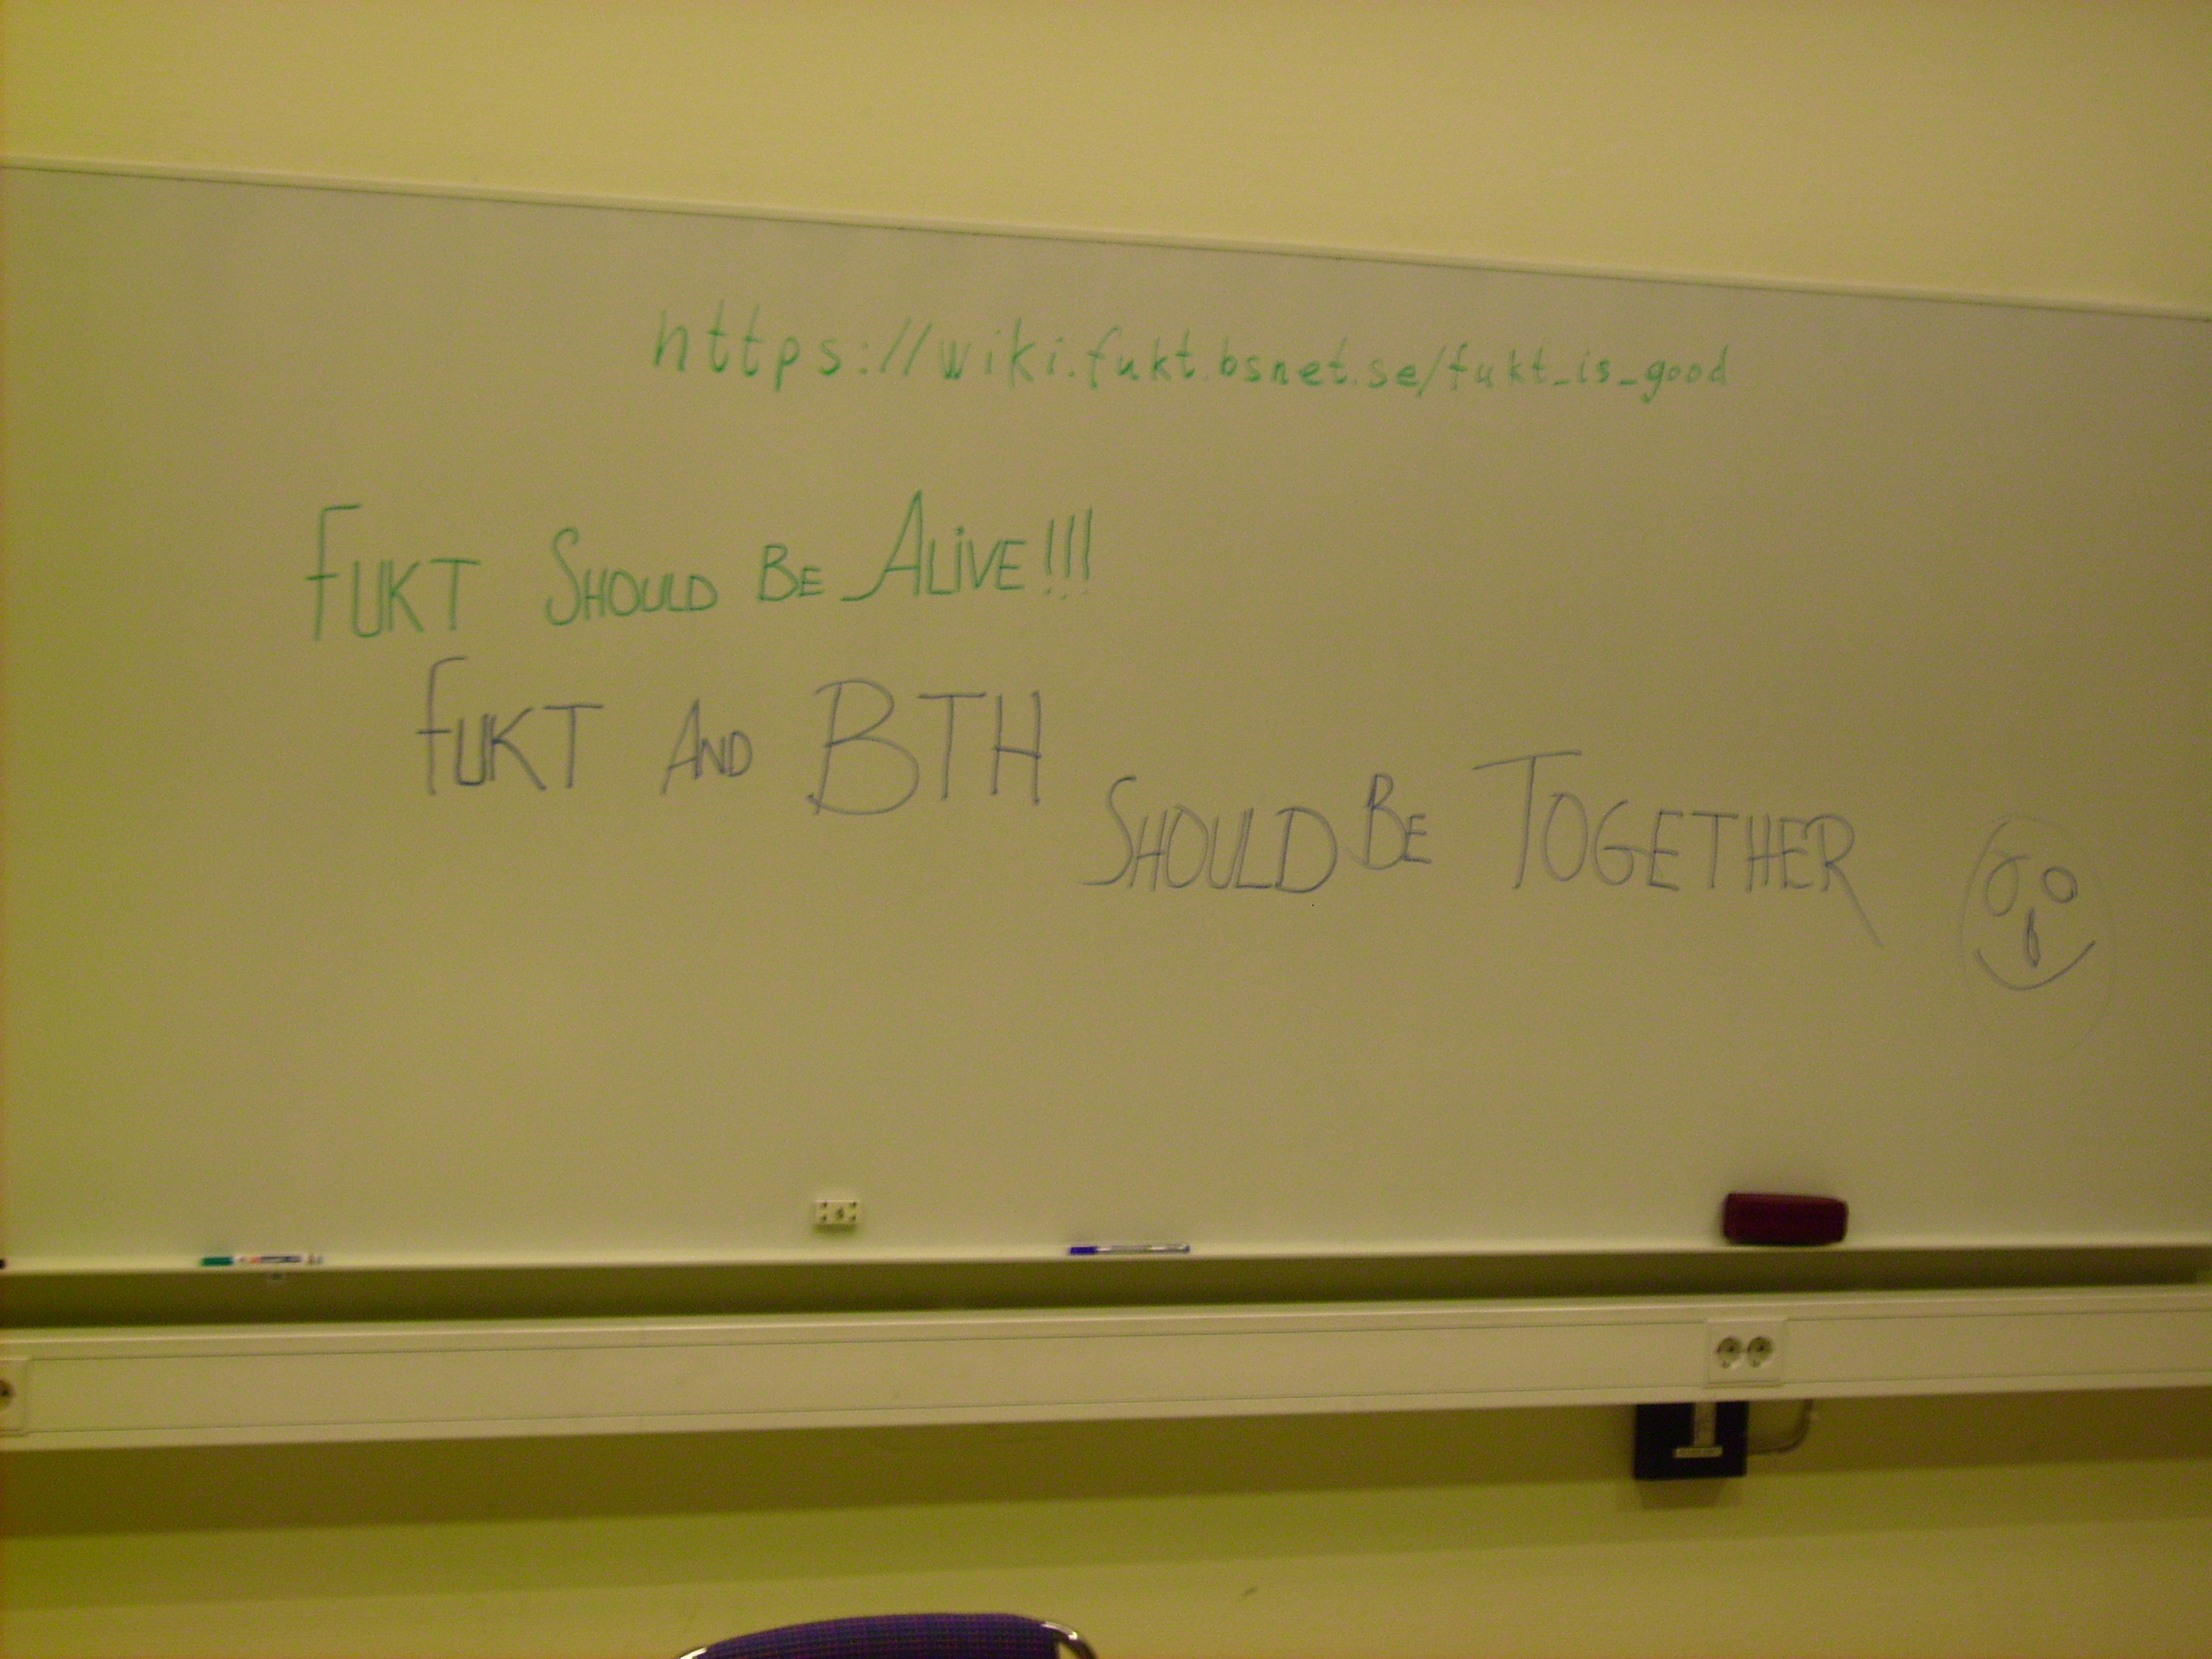 https://wiki.fukt.bsnet.se/fukt_is_good
FUKT SHOULD BE ALiVE!!!
FUKT AND BTH
SHOULD BE TOGETHER